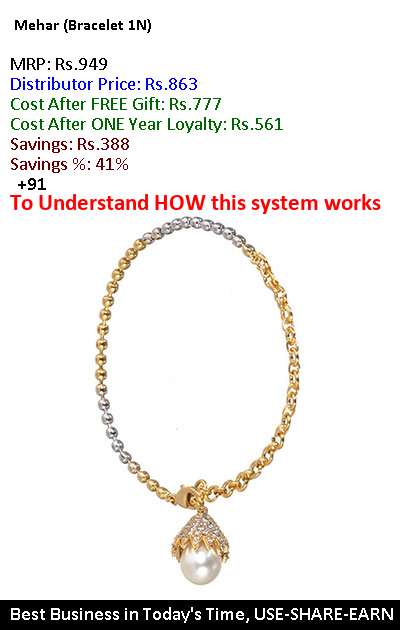 Mehar (Bracelet 1N)
MRP: Rs.949
Distributor Price: Rs.863
Cost After FREE Gift: Rs.777
Cost After ONE Year Loyalty: Rs.561
Savings: Rs.388
Savings %: 41%
+91
To Understand HOW this system works
Best Business in Today's Time, USE-SHARE-EARN